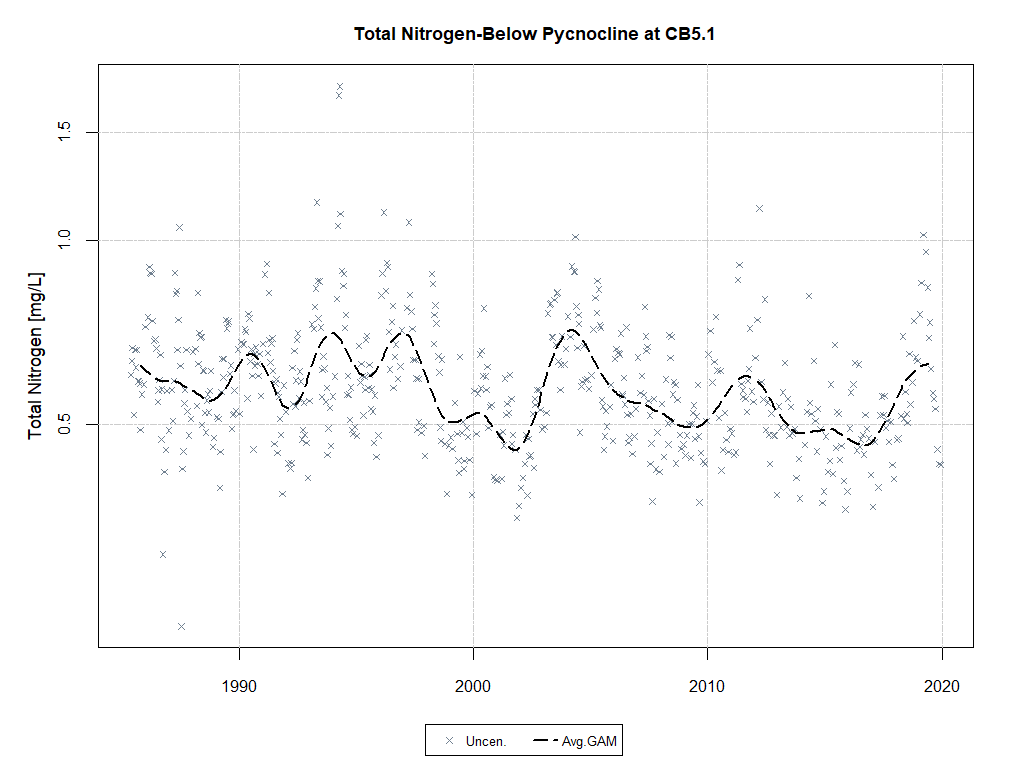 Total Nitrogen-Below Pycnocline at CB5.1
Total Nitrogen [mg/L]
1.5
1.0
0.5
1990 2000 2010 2020
Uncen. Avg.GAM